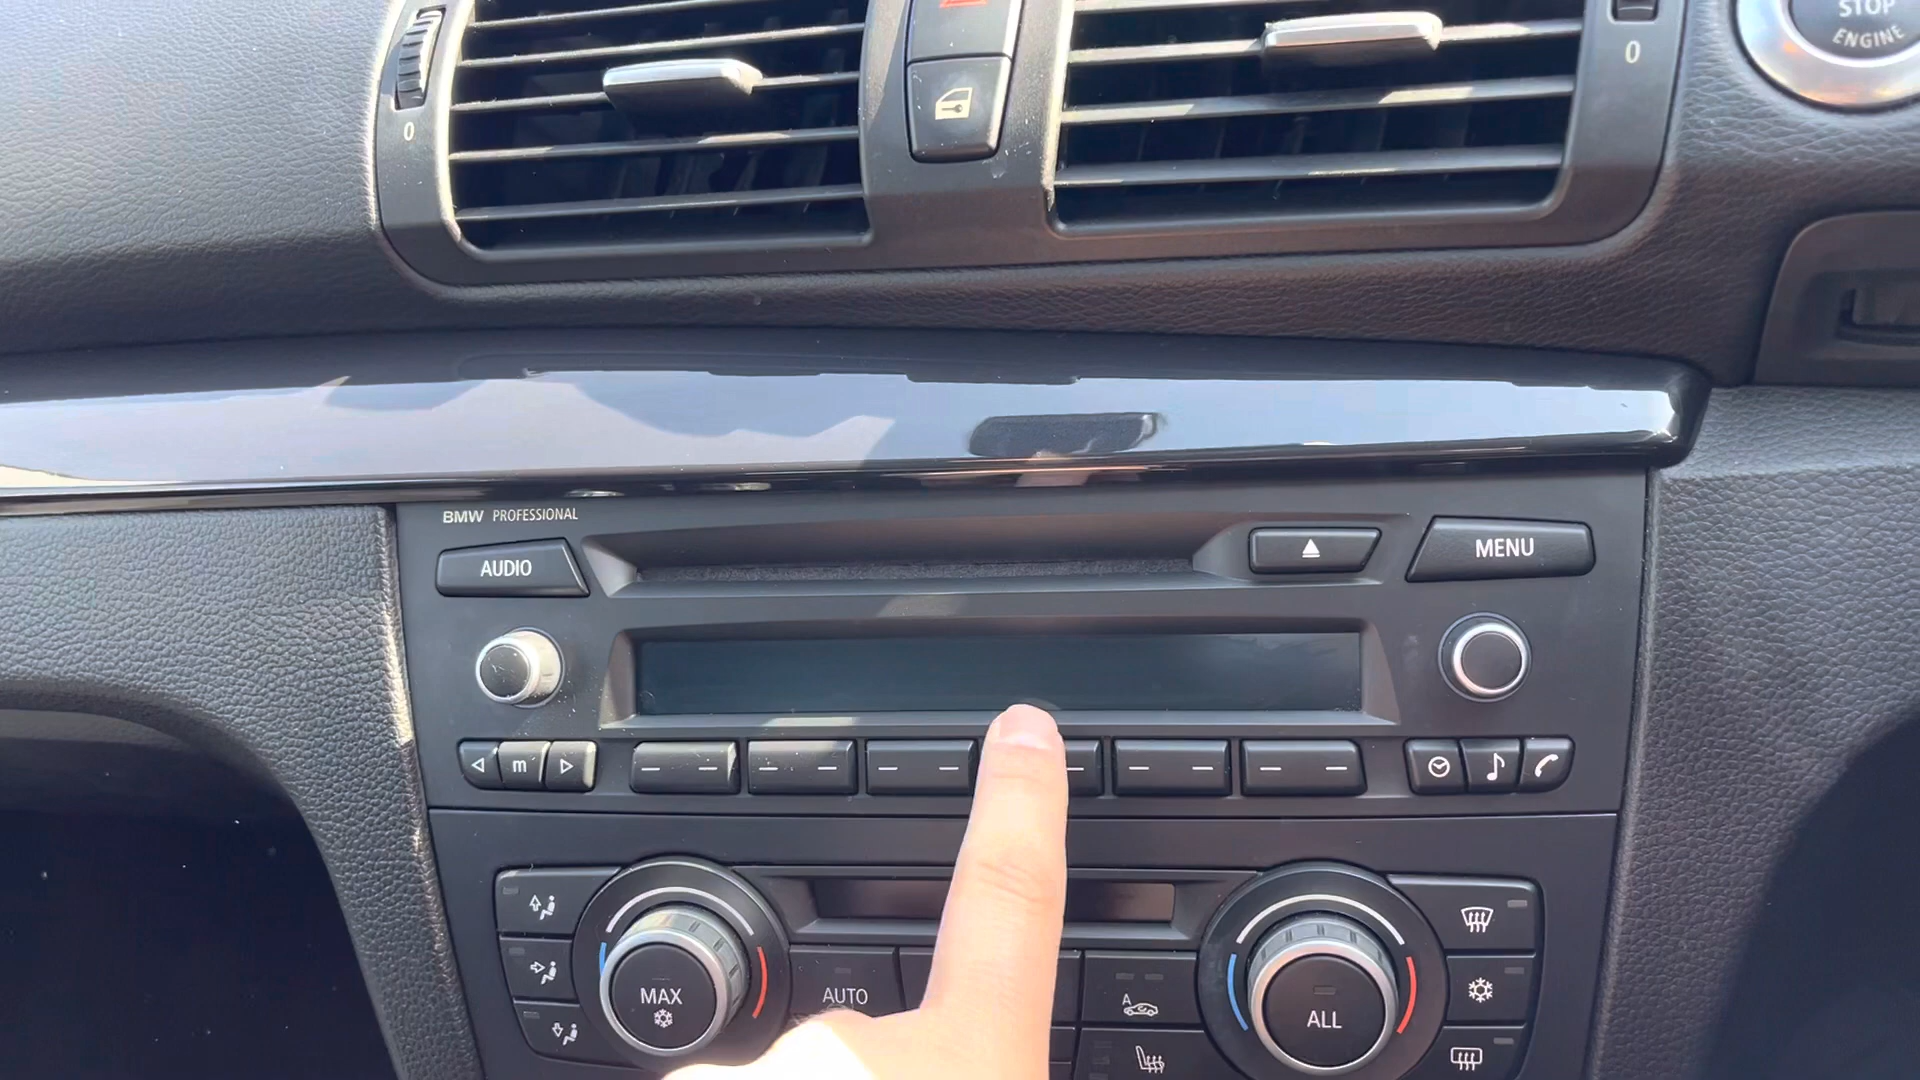 STOP
ENGINE
0
0
BMW PROFESSIONAL
AUDIO
MENU
m
MAX
AUTO
A
ALL